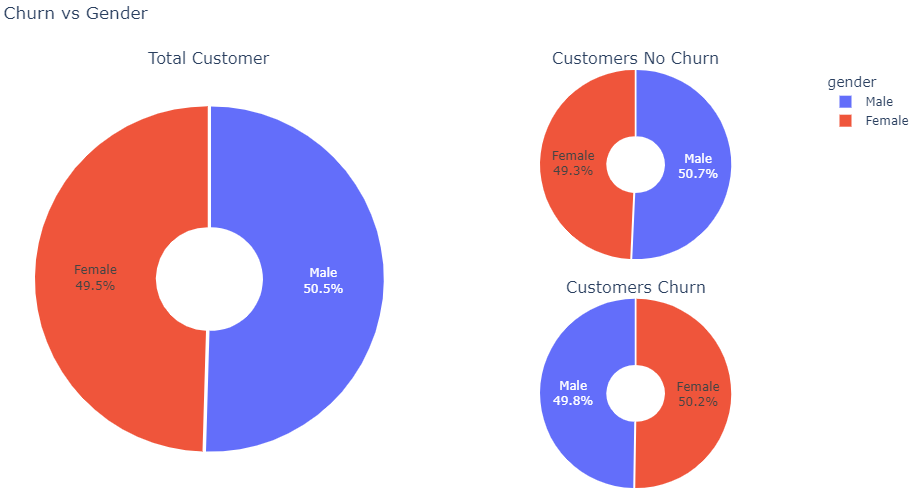 Churn vs Gender
Total Customer
Female
49.5%
Male
50.5%
Customers No Churn
Female
49.3%
Male
50.7%
Customers Churn
Male
49.8%
Female
50.2%
gender
Male
Female